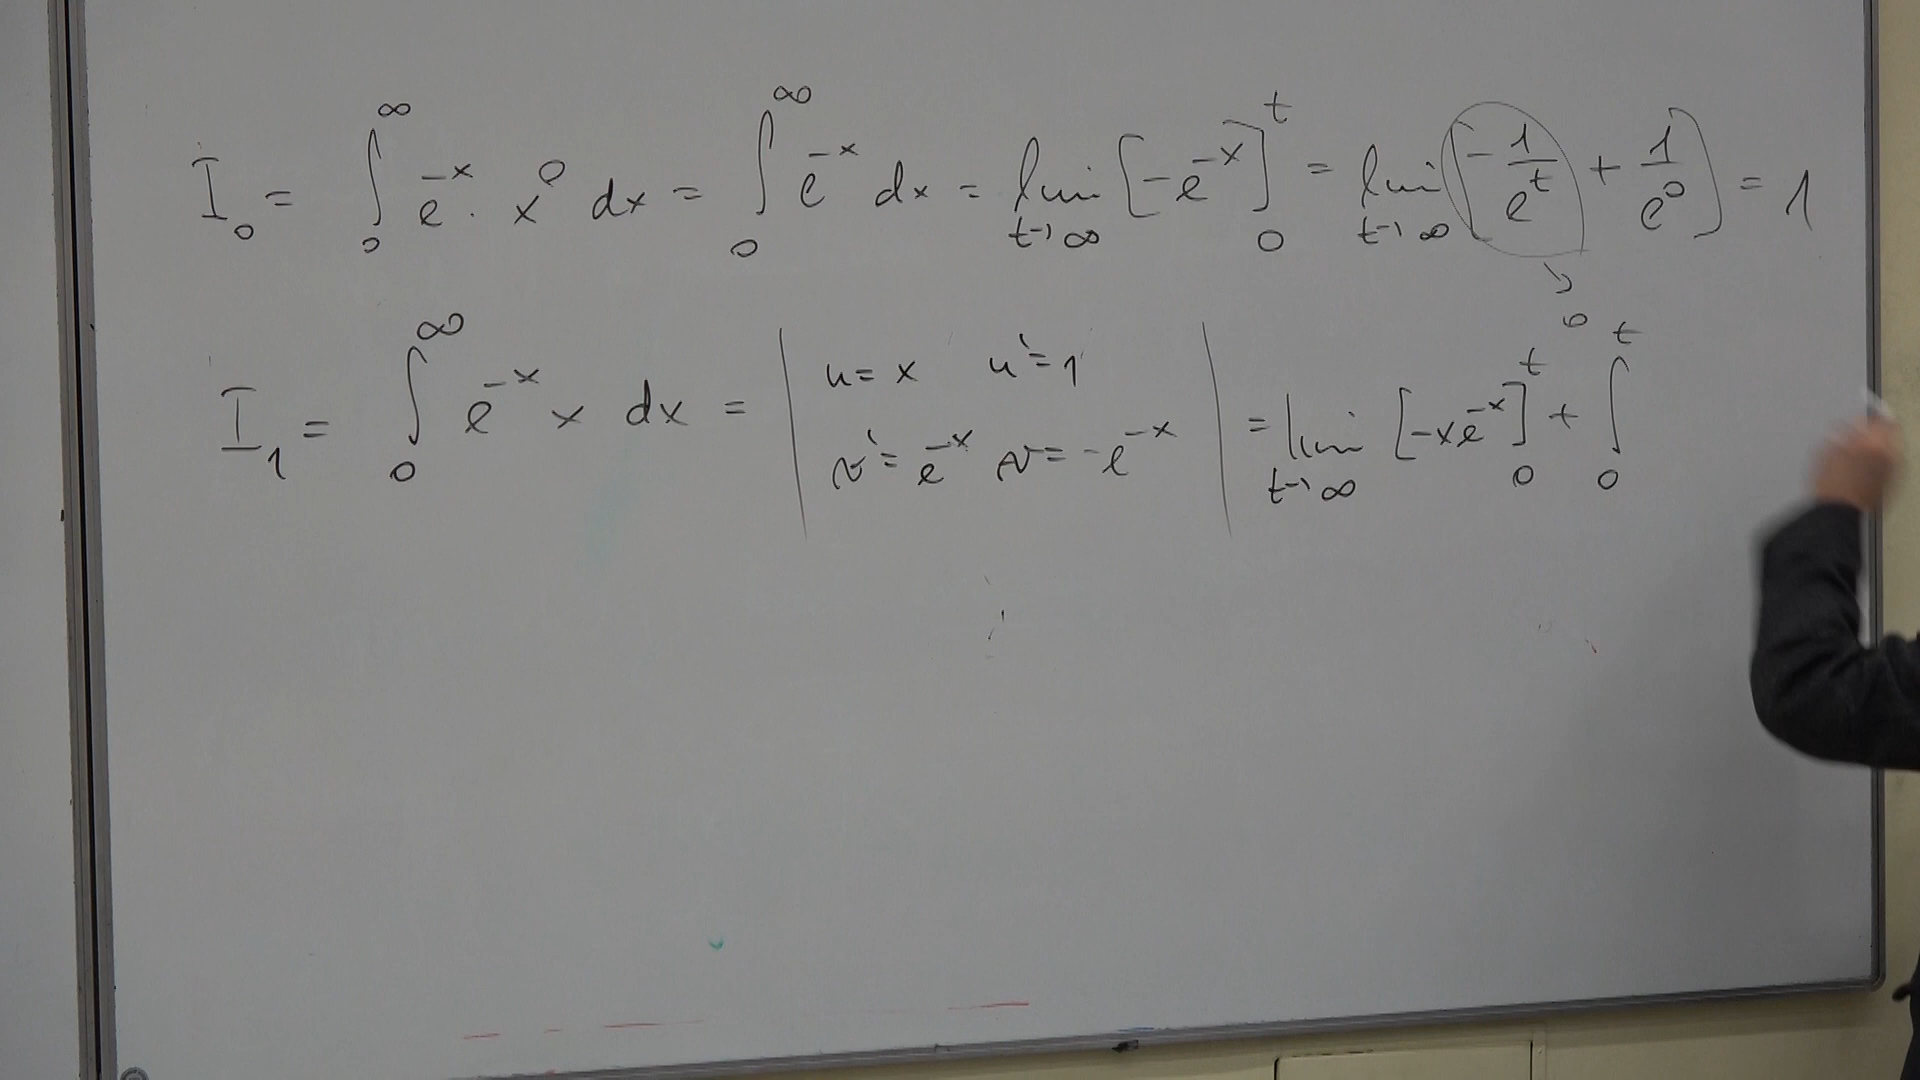 I₀ = ∫₀^∞ e^{-x} · x⁰ dx = ∫₀^∞ e^{-x} dx = lim_{t→∞} [-e^{-x}]₀^t = lim_{t→∞} [-1/e^t + 1/e⁰] = 1
↘ 0
I₁ = ∫₀^∞ e^{-x} x dx = | u = x u' = 1 v' = e^{-x} v = -e^{-x} | = lim_{t→∞} [-xe^{-x}]₀^t + ∫₀^t